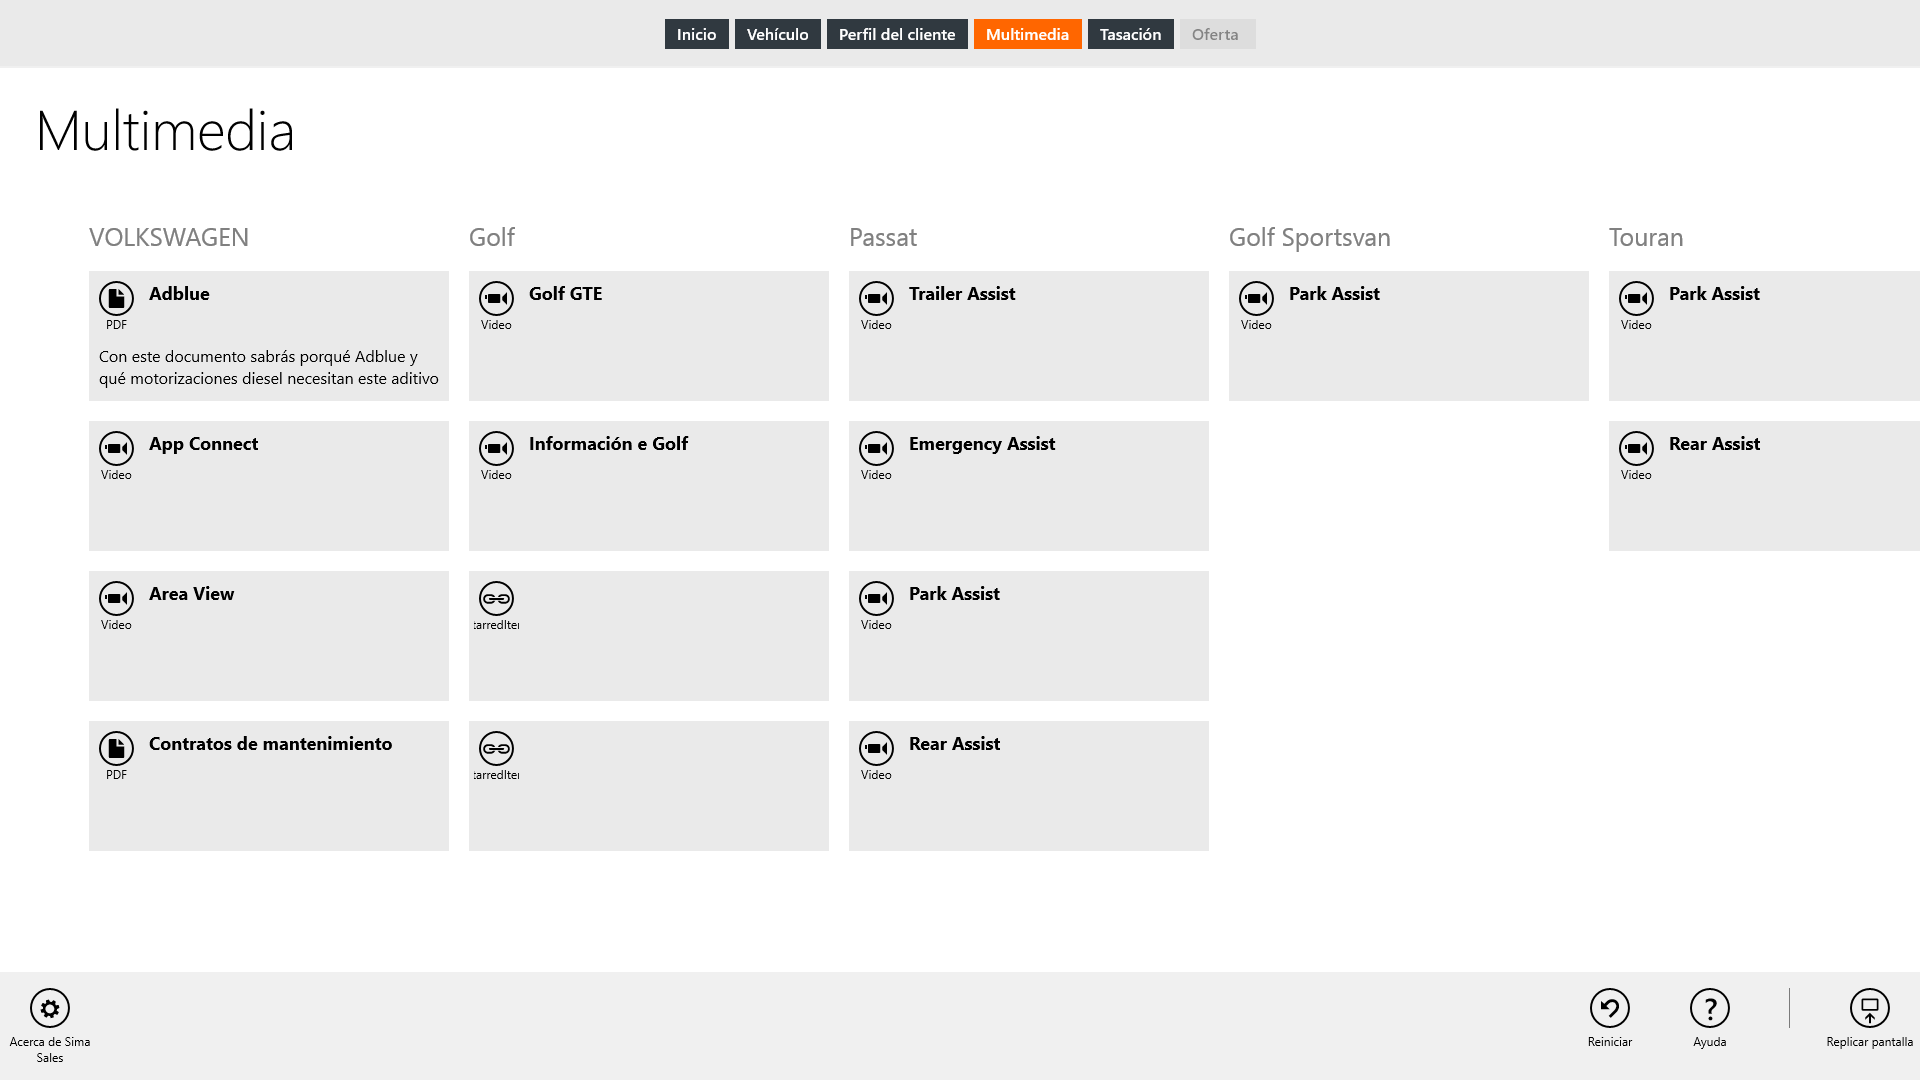 Inicio
Vehículo
Perfil del cliente
Multimedia
Tasación
Oferta
Multimedia
VOLKSWAGEN
Adblue
PDF
Con este documento sabrás porqué Adblue y
qué motorizaciones diesel necesitan este aditivo
App Connect
Video
Area View
Video
Contratos de mantenimiento
PDF
Golf
Golf GTE
Video
Información e Golf
Video
Passat
Trailer Assist
Video
Emergency Assist
Video
Park Assist
Video
Rear Assist
Video
Golf Sportsvan
Park Assist
Video
Touran
Park Assist
Video
Rear Assist
Video
Acerca de Sima
Sales
Reiniciar
?
Ayuda
Replicar pantalla